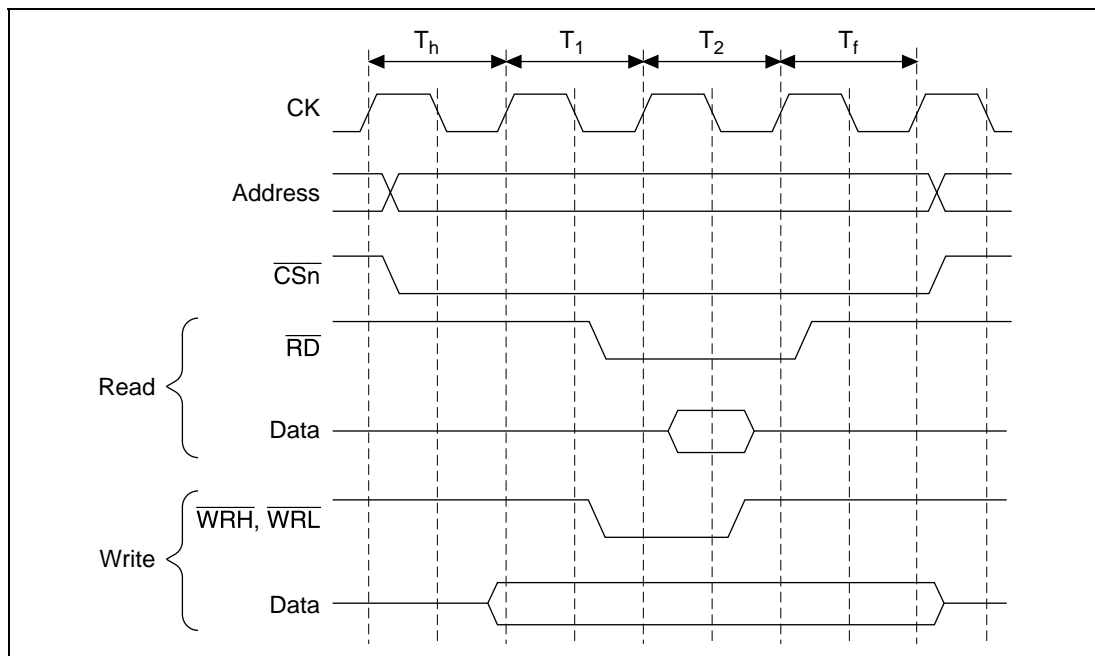 Th T1 T2 Tf
CK
Address
CSn
RD
Read
Data
WRH, WRL
Write
Data